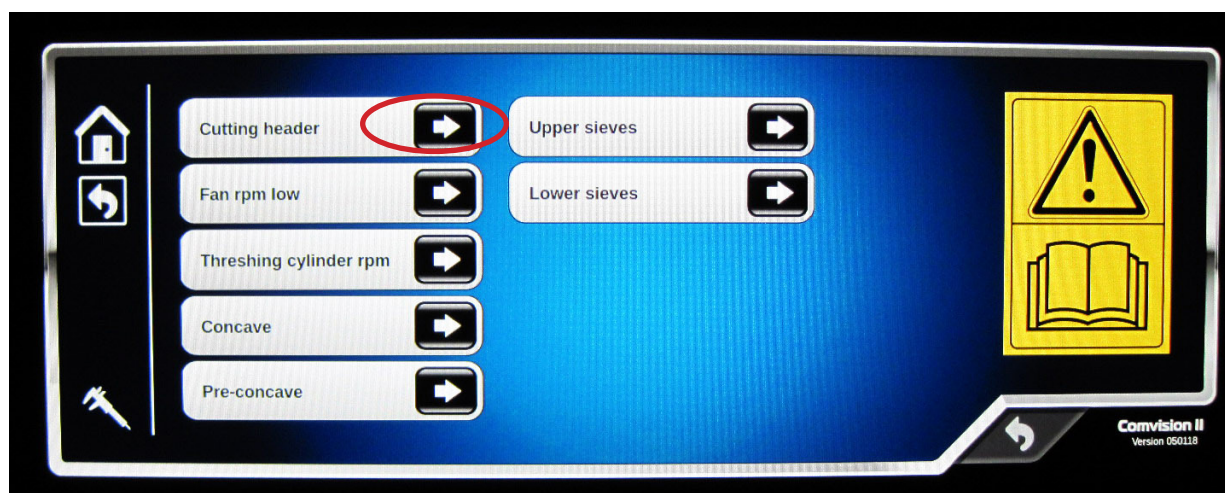 Cutting header
Fan rpm low
Threshing cylinder rpm
Concave
Pre-concave
Upper sieves
Lower sieves
Comvision II
Version 050118